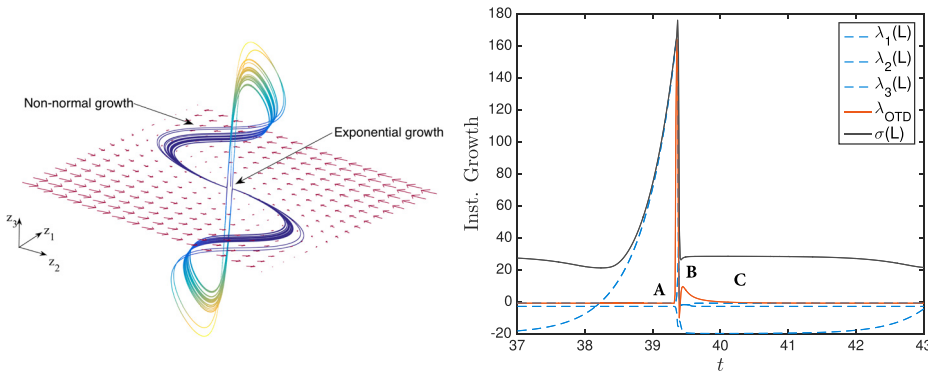 Non-normal growth
Exponential growth
z₃
z₁
z₂
Inst. Growth
180
160
140
120
100
80
60
40
20
0
-20
37
38
39
40
41
42
43
t
λ₁(L)
λ₂(L)
λ₃(L)
λOTD
σ(L)
A
B
C